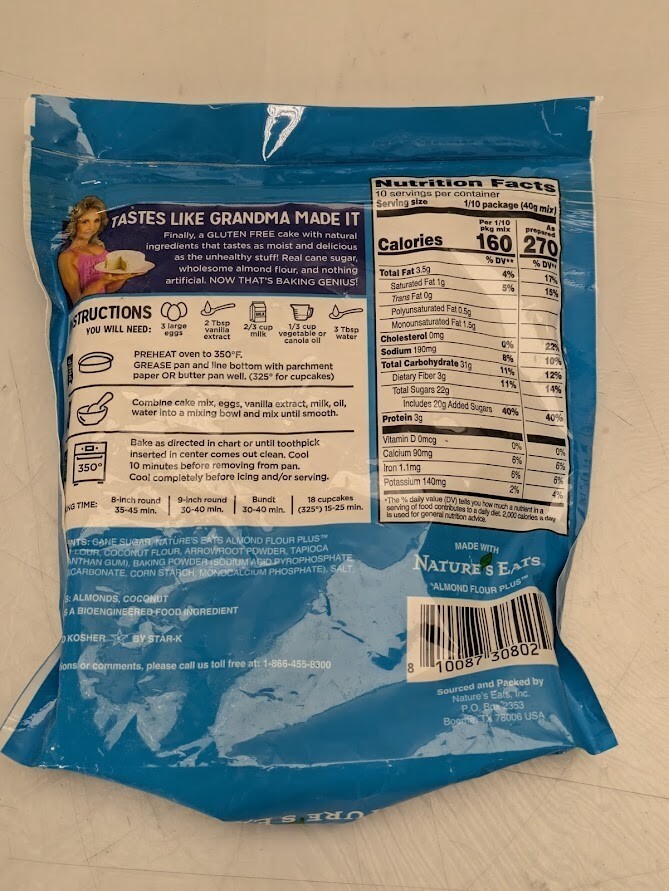 TASTES LIKE GRANDMA MADE IT
Finally, a GLUTEN FREE cake with natural
ingredients that tastes as moist and delicious
as the unhealthy stuff! Real cane sugar,
wholesome almond flour, and nothing
artificial. NOW THAT'S BAKING GENIUS!
STRUCTIONS
YOU WILL NEED:
3 large
eggs
2 Tbsp
vanilla
extract
MILK
2/3 cup
milk
1/3 cup
vegetable or
canola oil
3 Tbsp
water
PREHEAT oven to 350°F.
GREASE pan and line bottom with parchment
paper OR butter pan well. (325° for cupcakes)
Combine cake mix, eggs, vanilla extract, milk, oil,
water into a mixing bowl and mix until smooth.
350°
Bake as directed in chart or until toothpick
inserted in center comes out clean. Cool
10 minutes before removing from pan.
Cool completely before icing and/or serving.
NG TIME:
8-inch round
35-45 min.
9-inch round
30-40 min.
Bundt
30-40 min.
18 cupcakes
(325°) 15-25 min.
NTS: CANE SUGAR, NATURE'S EATS ALMOND FLOUR PLUS™
FLOUR, COCONUT FLOUR, ARROWROOT POWDER, TAPIOCA
ANTHAN GUM), BAKING POWDER (SODIUM ACID PYROPHOSPHATE,
CARBONATE, CORN STARCH, MONOCALCIUM PHOSPHATE), SALT.
S: ALMONDS, COCONUT
S A BIOENGINEERED FOOD INGREDIENT
KOSHER BY STAR-K
ions or comments, please call us toll free at: 1-866-455-8300
Nutrition Facts
10 servings per container
Serving size 1/10 package (40g mix)
Per 1/10
pkg mix
As
prepared
Calories 160 270
% DV** % DV**
Total Fat 3.5g 4% 17%
Saturated Fat 1g 5% 15%
Trans Fat 0g
Polyunsaturated Fat 0.5g
Monounsaturated Fat 1.5g
Cholesterol 0mg 0% 22%
Sodium 190mg 8% 10%
Total Carbohydrate 31g 11% 12%
Dietary Fiber 3g 11% 14%
Total Sugars 22g
Includes 20g Added Sugars 40% 40%
Protein 3g
Vitamin D 0mcg 0% 0%
Calcium 90mg 6% 6%
Iron 1.1mg 6% 6%
Potassium 140mg 2% 4%
*The % daily value (DV) tells you how much a nutrient in a
serving of food contributes to a daily diet. 2,000 calories a day
is used for general nutrition advice.
MADE WITH
NATURE'S EATS
ALMOND FLOUR PLUS™
8 10087 30802
Sourced and Packed by
Nature's Eats, Inc.
P.O. Box 2353
Boerne TX 78006 USA